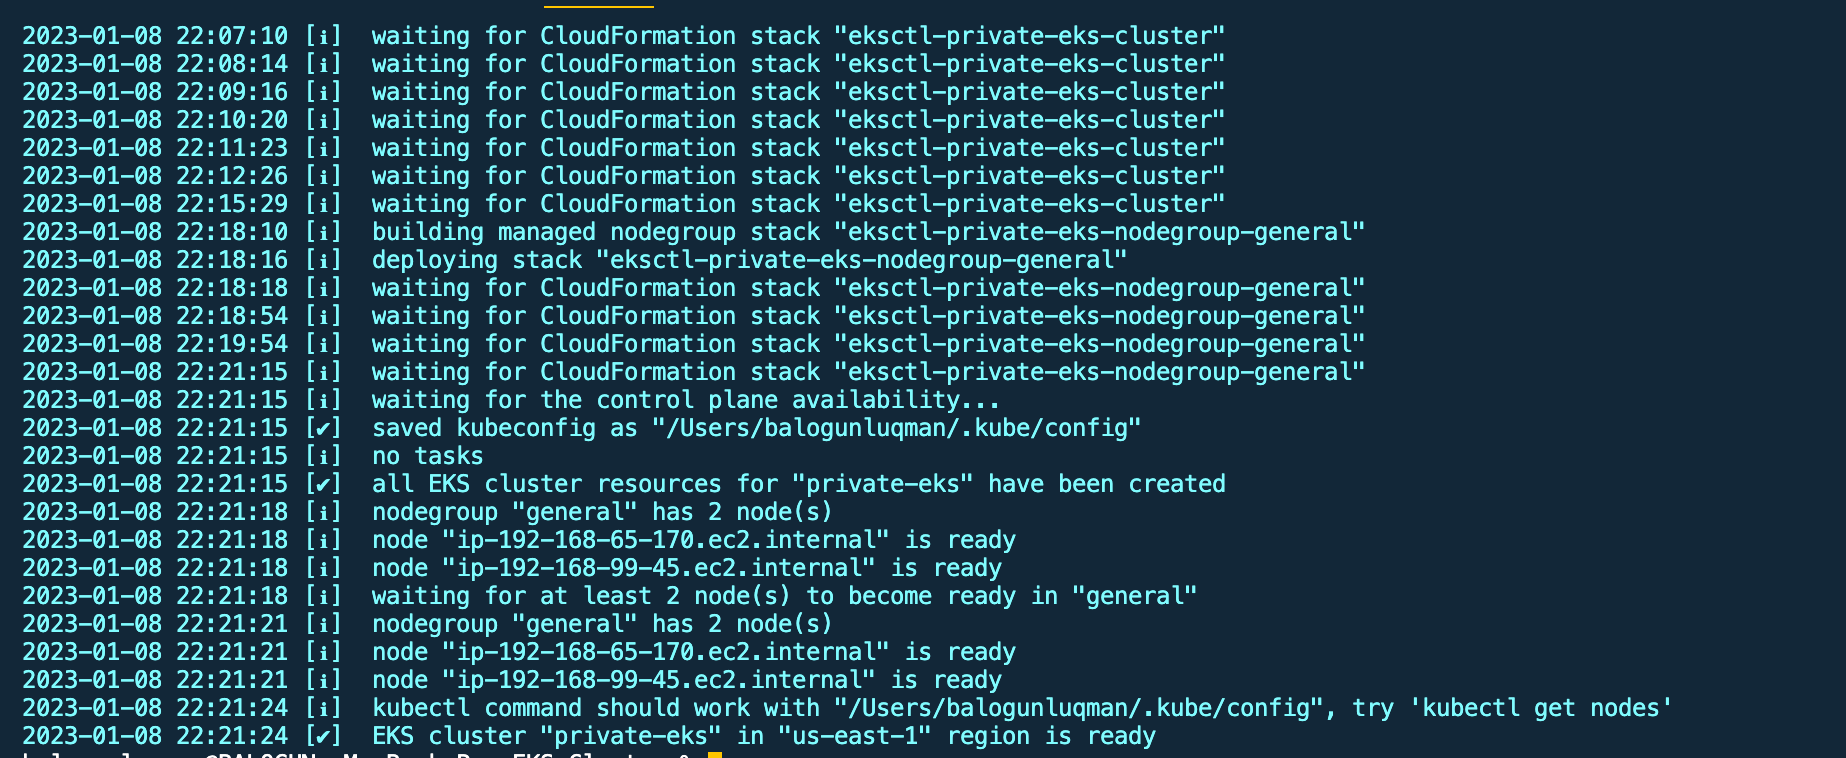 2023-01-08 22:07:10 [ℹ]  waiting for CloudFormation stack "eksctl-private-eks-cluster"
2023-01-08 22:08:14 [ℹ]  waiting for CloudFormation stack "eksctl-private-eks-cluster"
2023-01-08 22:09:16 [ℹ]  waiting for CloudFormation stack "eksctl-private-eks-cluster"
2023-01-08 22:10:20 [ℹ]  waiting for CloudFormation stack "eksctl-private-eks-cluster"
2023-01-08 22:11:23 [ℹ]  waiting for CloudFormation stack "eksctl-private-eks-cluster"
2023-01-08 22:12:26 [ℹ]  waiting for CloudFormation stack "eksctl-private-eks-cluster"
2023-01-08 22:15:29 [ℹ]  waiting for CloudFormation stack "eksctl-private-eks-cluster"
2023-01-08 22:18:10 [ℹ]  building managed nodegroup stack "eksctl-private-eks-nodegroup-general"
2023-01-08 22:18:16 [ℹ]  deploying stack "eksctl-private-eks-nodegroup-general"
2023-01-08 22:18:18 [ℹ]  waiting for CloudFormation stack "eksctl-private-eks-nodegroup-general"
2023-01-08 22:18:54 [ℹ]  waiting for CloudFormation stack "eksctl-private-eks-nodegroup-general"
2023-01-08 22:19:54 [ℹ]  waiting for CloudFormation stack "eksctl-private-eks-nodegroup-general"
2023-01-08 22:21:15 [ℹ]  waiting for CloudFormation stack "eksctl-private-eks-nodegroup-general"
2023-01-08 22:21:15 [ℹ]  waiting for the control plane availability...
2023-01-08 22:21:15 [✔]  saved kubeconfig as "/Users/balogunluqman/.kube/config"
2023-01-08 22:21:15 [ℹ]  no tasks
2023-01-08 22:21:15 [✔]  all EKS cluster resources for "private-eks" have been created
2023-01-08 22:21:18 [ℹ]  nodegroup "general" has 2 node(s)
2023-01-08 22:21:18 [ℹ]  node "ip-192-168-65-170.ec2.internal" is ready
2023-01-08 22:21:18 [ℹ]  node "ip-192-168-99-45.ec2.internal" is ready
2023-01-08 22:21:18 [ℹ]  waiting for at least 2 node(s) to become ready in "general"
2023-01-08 22:21:21 [ℹ]  nodegroup "general" has 2 node(s)
2023-01-08 22:21:21 [ℹ]  node "ip-192-168-65-170.ec2.internal" is ready
2023-01-08 22:21:21 [ℹ]  node "ip-192-168-99-45.ec2.internal" is ready
2023-01-08 22:21:24 [ℹ]  kubectl command should work with "/Users/balogunluqman/.kube/config", try 'kubectl get nodes'
2023-01-08 22:21:24 [✔]  EKS cluster "private-eks" in "us-east-1" region is ready